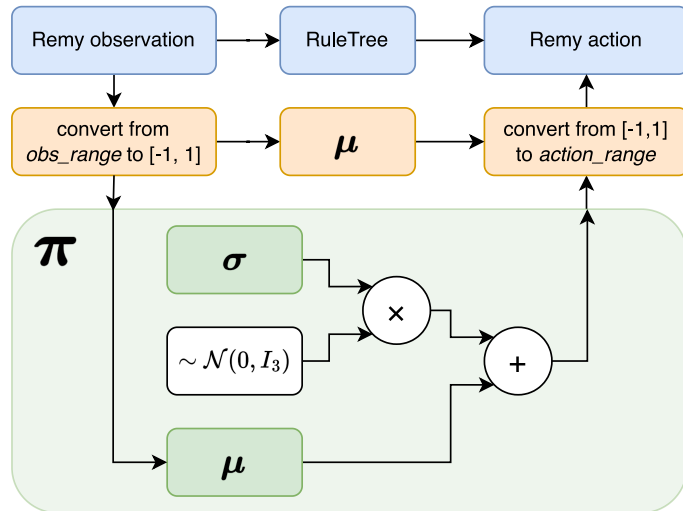 Remy observation
RuleTree
Remy action
convert from
obs_range to [-1, 1]
μ
convert from [-1,1]
to action_range
π
σ
×
∼ N(0, I₃)
+
μ